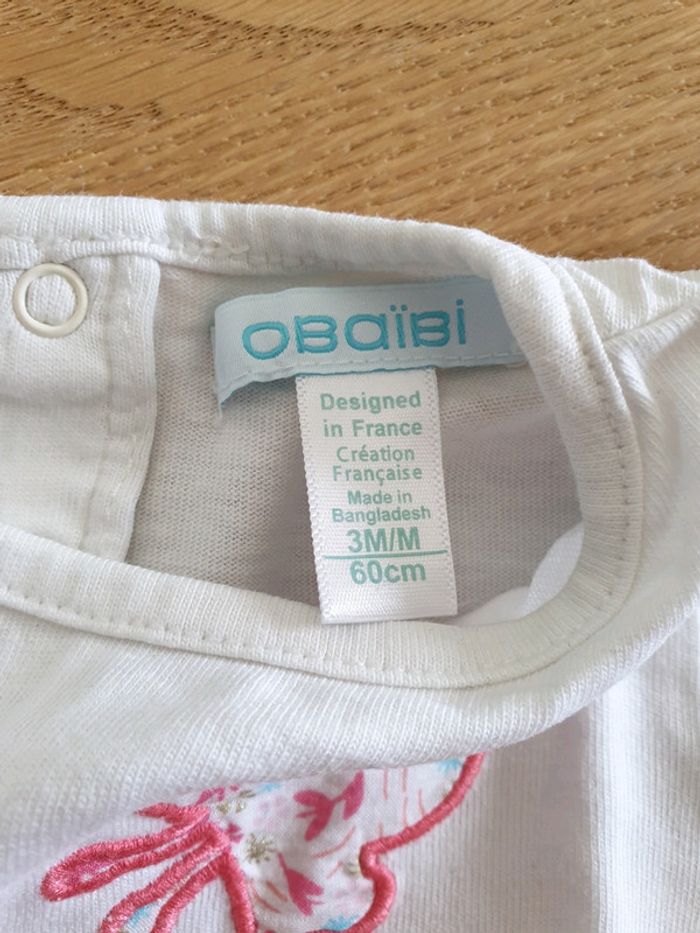 OBaïBi
Designed
in France
Création
Française
Made in
Bangladesh
3M/M
60cm